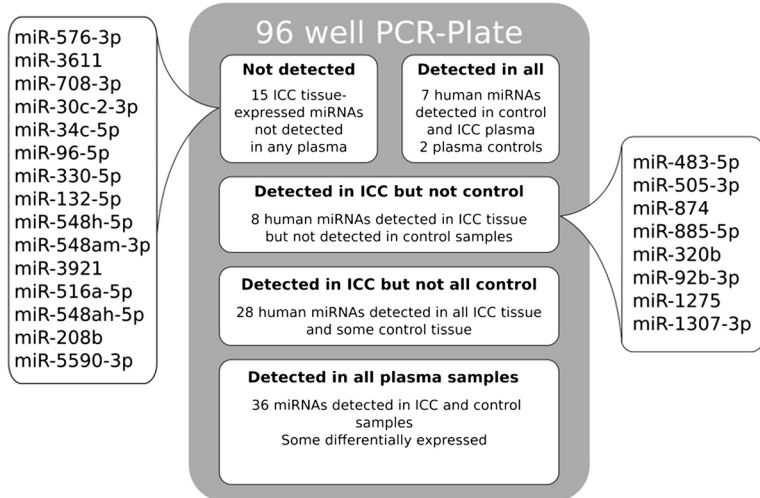 miR-576-3p
miR-3611
miR-708-3p
miR-30c-2-3p
miR-34c-5p
miR-96-5p
miR-330-5p
miR-132-5p
miR-548h-5p
miR-548am-3p
miR-3921
miR-516a-5p
miR-548ah-5p
miR-208b
miR-5590-3p
96 well PCR-Plate
Not detected
15 ICC tissue-
expressed miRNAs
not detected
in any plasma
Detected in all
7 human miRNAs
detected in control
and ICC plasma
2 plasma controls
Detected in ICC but not control
8 human miRNAs detected in ICC tissue
but not detected in control samples
Detected in ICC but not all control
28 human miRNAs detected in all ICC tissue
and some control tissue
Detected in all plasma samples
36 miRNAs detected in ICC and control
samples
Some differentially expressed
miR-483-5p
miR-505-3p
miR-874
miR-885-5p
miR-320b
miR-92b-3p
miR-1275
miR-1307-3p